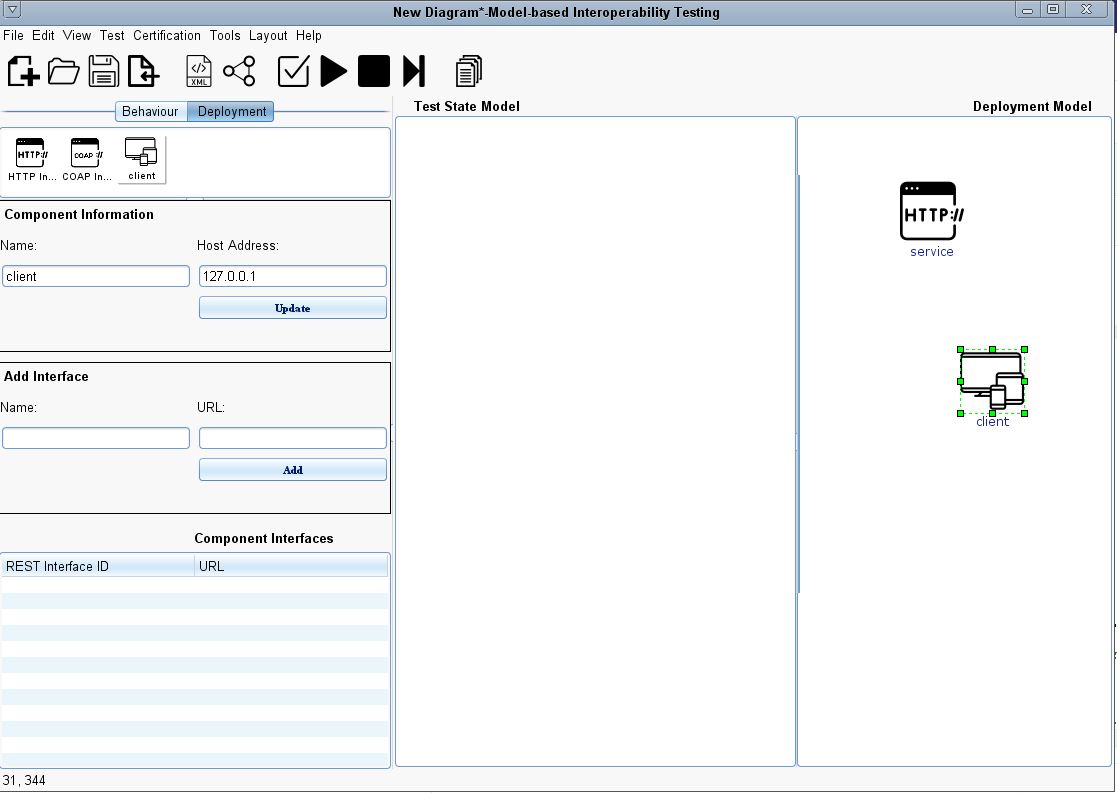 New Diagram*-Model-based Interoperability Testing
File Edit View Test Certification Tools Layout Help
</> XML
Behaviour Deployment
Test State Model
Deployment Model
HTTP:// COAP ://
HTTP In... COAP In... client
Component Information
Name: Host Address:
client 127.0.0.1
Update
HTTP://
service
client
Add Interface
Name: URL:
Add
Component Interfaces
REST Interface ID URL
31, 344